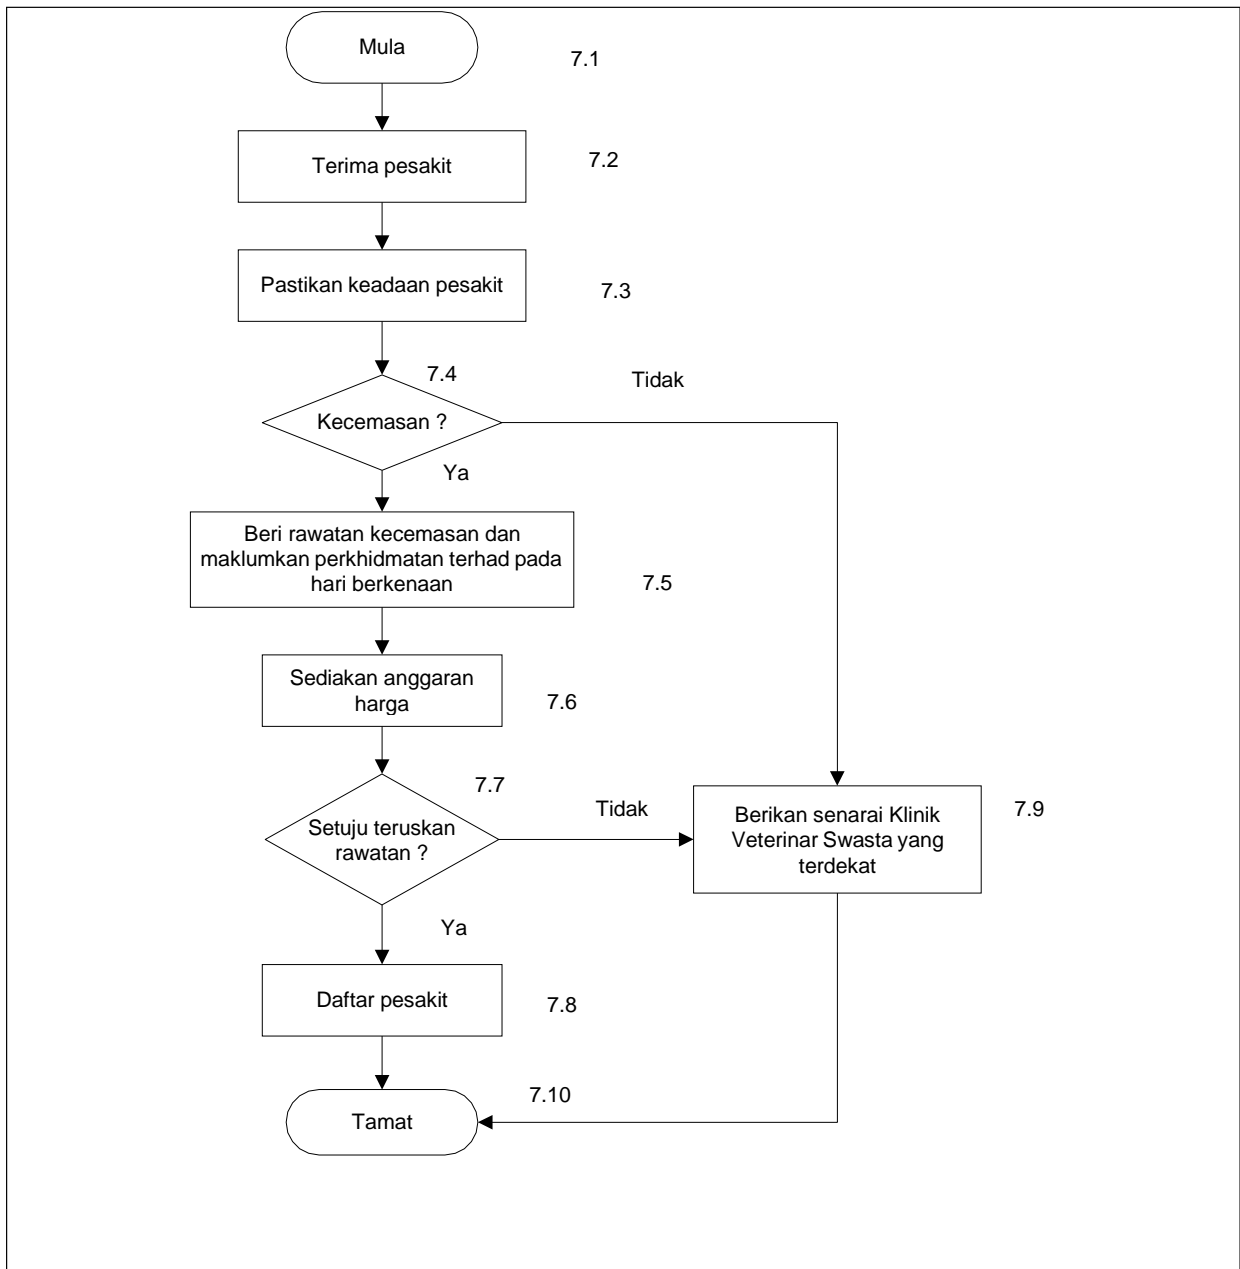 Mula
7.1
Terima pesakit
7.2
Pastikan keadaan pesakit
7.3
7.4
Tidak
Kecemasan ?
Ya
Beri rawatan kecemasan dan
maklumkan perkhidmatan terhad pada
hari berkenaan
7.5
Sediakan anggaran
harga
7.6
7.7
Setuju teruskan
rawatan ?
Tidak
Berikan senarai Klinik
Veterinar Swasta yang
terdekat
7.9
Ya
Daftar pesakit
7.8
7.10
Tamat